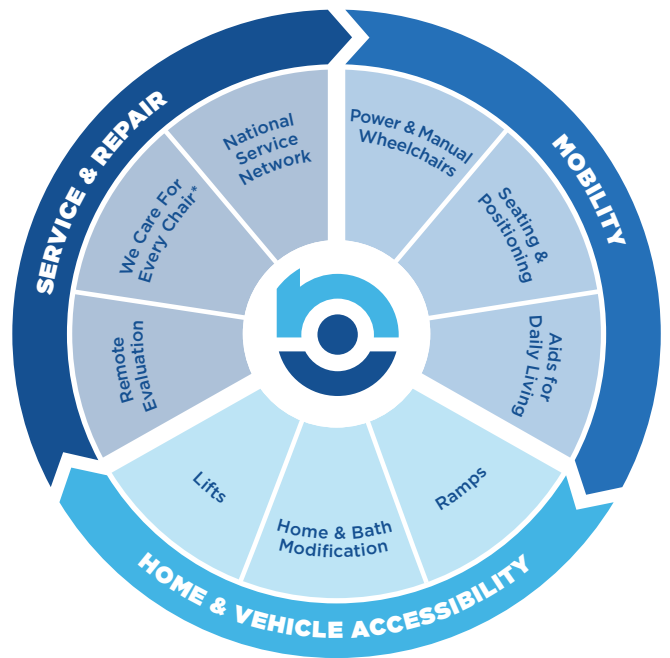 SERVICE & REPAIR
National
Service
Network
We Care For
Every Chair*
Remote
Evaluation
MOBILITY
Power & Manual
Wheelchairs
Seating &
Positioning
Aids for
Daily Living
HOME & VEHICLE ACCESSIBILITY
Lifts
Home & Bath
Modification
Ramps